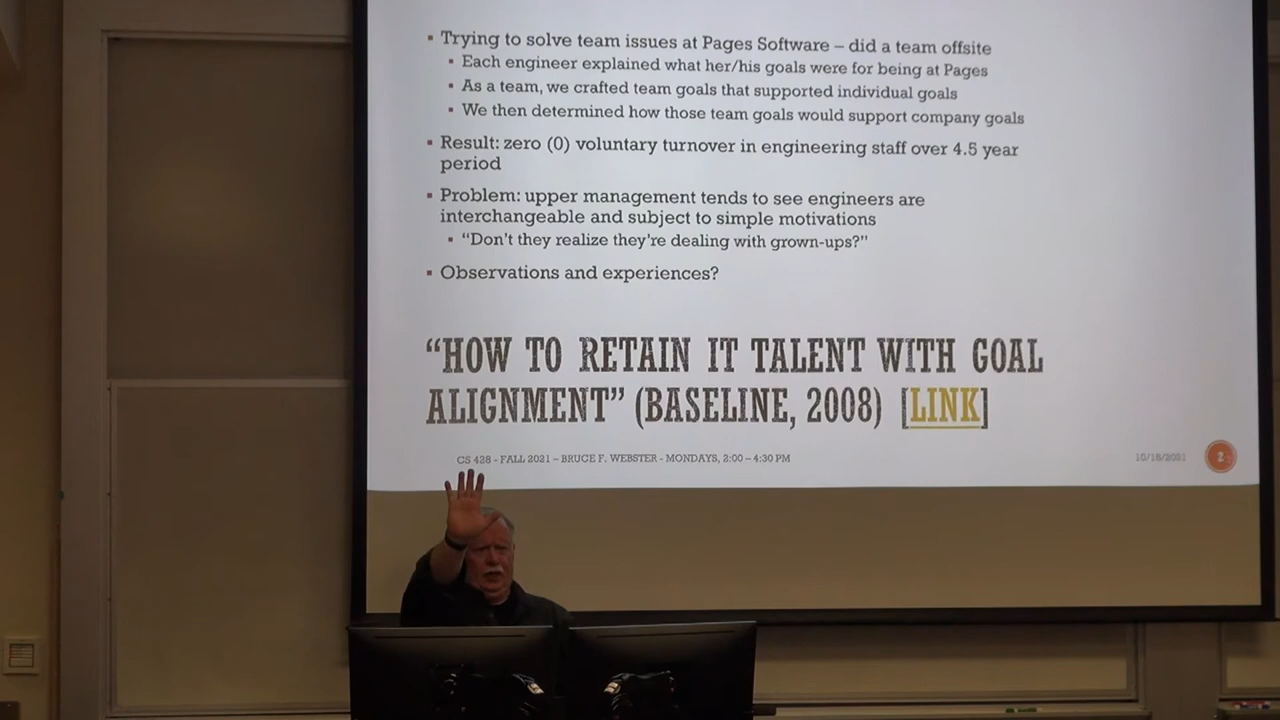 Trying to solve team issues at Pages Software – did a team offsite
Each engineer explained what her/his goals were for being at Pages
As a team, we crafted team goals that supported individual goals
We then determined how those team goals would support company goals
Result: zero (0) voluntary turnover in engineering staff over 4.5 year
period
Problem: upper management tends to see engineers are
interchangeable and subject to simple motivations
“Don’t they realize they’re dealing with grown-ups?”
Observations and experiences?
“HOW TO RETAIN IT TALENT WITH GOAL
ALIGNMENT” (BASELINE, 2008) [LINK]
CS 428 - FALL 2021 – BRUCE F. WEBSTER - MONDAYS, 2:00 – 4:30 PM
10/18/2021
2